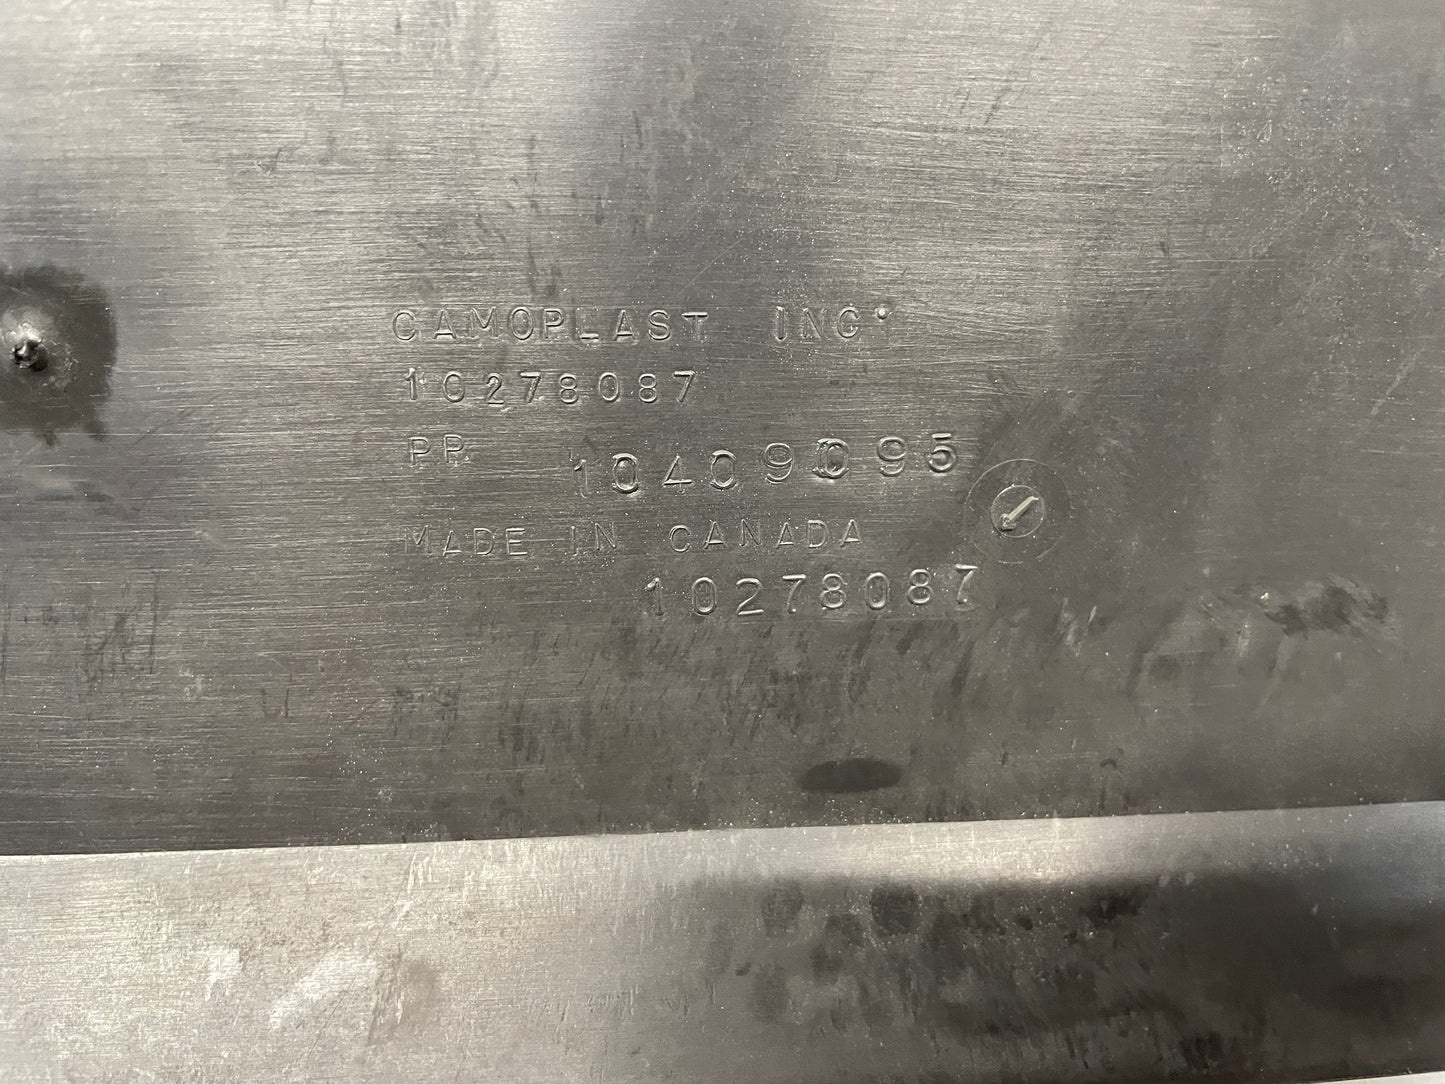 CAMOPLAST INC.
10278087
PP. 10409095
MADE IN CANADA
10278087